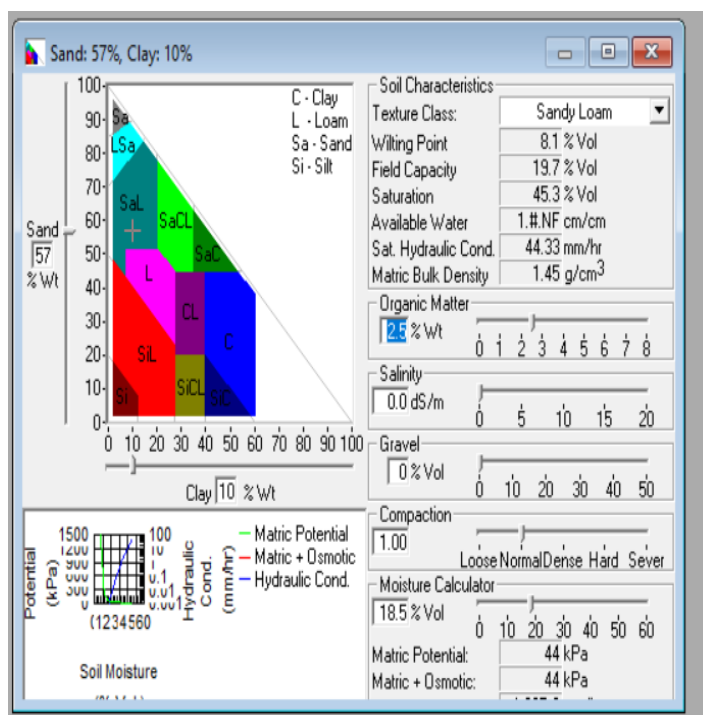 Sand: 57%, Clay: 10%
100
90
80
70
60
50
40
30
20
10
0
Sand
57
% Wt
C - Clay
L - Loam
Sa - Sand
Si - Silt
Sa
LSa
SaL
SaCL
SaC
L
CL
C
SiL
SiCL
SiC
Si
0 10 20 30 40 50 60 70 80 90 100
Clay 10 % Wt
Soil Characteristics
Texture Class: Sandy Loam
Wilting Point 8.1 % Vol
Field Capacity 19.7 % Vol
Saturation 45.3 % Vol
Available Water 1.#.NF cm/cm
Sat. Hydraulic Cond. 44.33 mm/hr
Matric Bulk Density 1.45 g/cm3
Organic Matter
2.5 % Wt
0 1 2 3 4 5 6 7 8
Salinity
0.0 dS/m
0 5 10 15 20
Gravel
0 % Vol
0 10 20 30 40 50
Compaction
1.00
Loose Normal Dense Hard Sever
Moisture Calculator
18.5 % Vol
0 10 20 30 40 50 60
Matric Potential: 44 kPa
Matric + Osmotic: 44 kPa
Potential
(kPa)
1500
1200
0
100
0.1
0.001
Hydraulic
Cond.
(mm/hr)
Matric Potential
Matric + Osmotic
Hydraulic Cond.
Soil Moisture